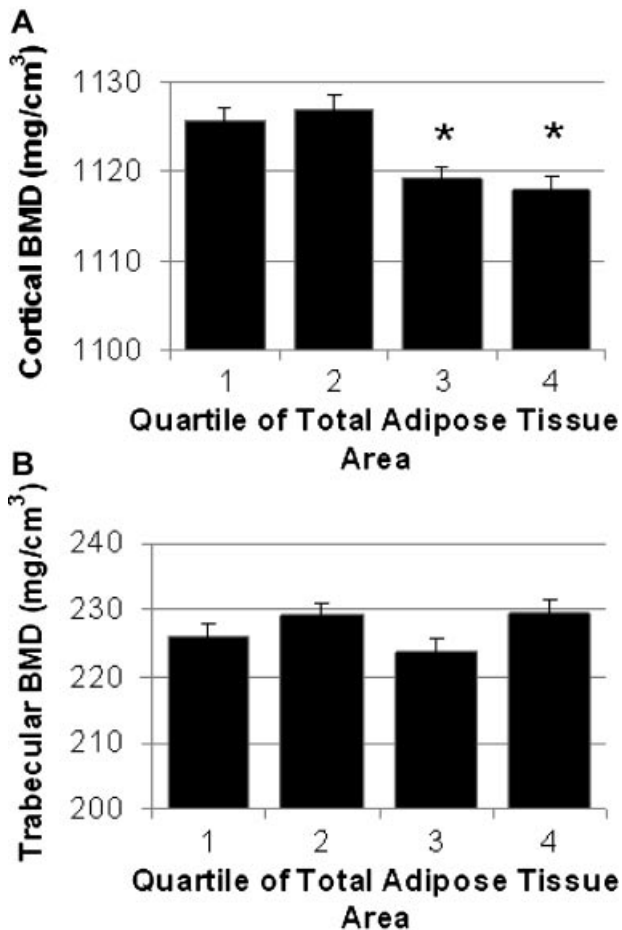 A
Cortical BMD (mg/cm³)
1130
1120
1110
1100
* *
1 2 3 4
Quartile of Total Adipose Tissue
Area
B
Trabecular BMD (mg/cm³)
240
230
220
210
200
1 2 3 4
Quartile of Total Adipose Tissue
Area